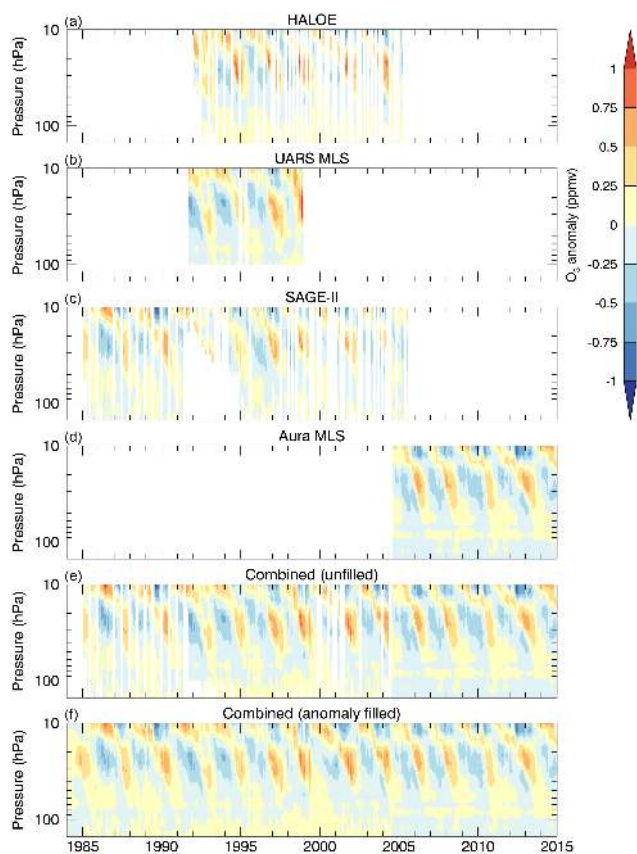 (a) HALOE
10
100
Pressure (hPa)
(b) UARS MLS
10
100
Pressure (hPa)
(c) SAGE-II
10
100
Pressure (hPa)
(d) Aura MLS
10
100
Pressure (hPa)
(e) Combined (unfilled)
10
100
Pressure (hPa)
(f) Combined (anomaly filled)
10
100
Pressure (hPa)
1985 1990 1995 2000 2005 2010 2015
1
0.75
0.5
0.25
0
-0.25
-0.5
-0.75
-1
O3 anomaly (ppmv)